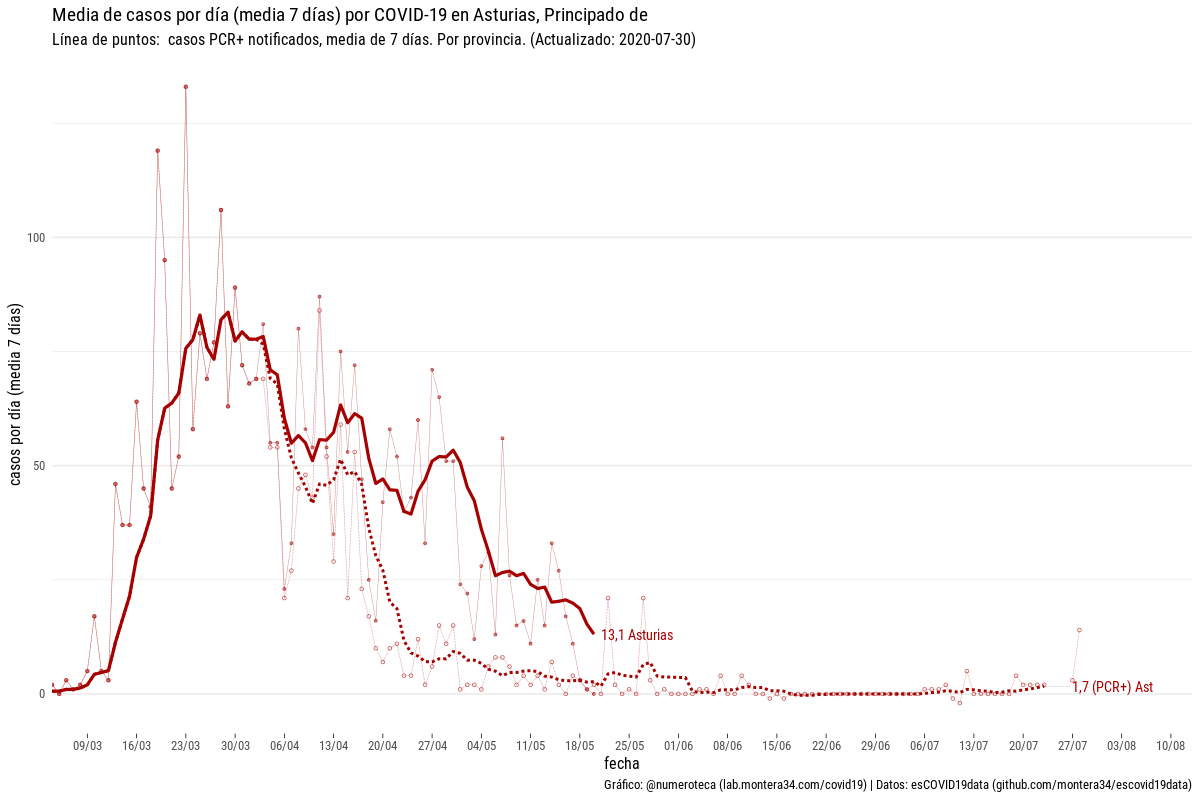 Media de casos por día (media 7 días) por COVID-19 en Asturias, Principado de
Línea de puntos:  casos PCR+ notificados, media de 7 días. Por provincia. (Actualizado: 2020-07-30)
casos por día (media 7 días)
100
50
0
13,1 Asturias
1,7 (PCR+) Ast
09/03 16/03 23/03 30/03 06/04 13/04 20/04 27/04 04/05 11/05 18/05 25/05 01/06 08/06 15/06 22/06 29/06 06/07 13/07 20/07 27/07 03/08 10/08
fecha
Gráfico: @numeroteca (lab.montera34.com/covid19) | Datos: esCOVID19data (github.com/montera34/escovid19data)